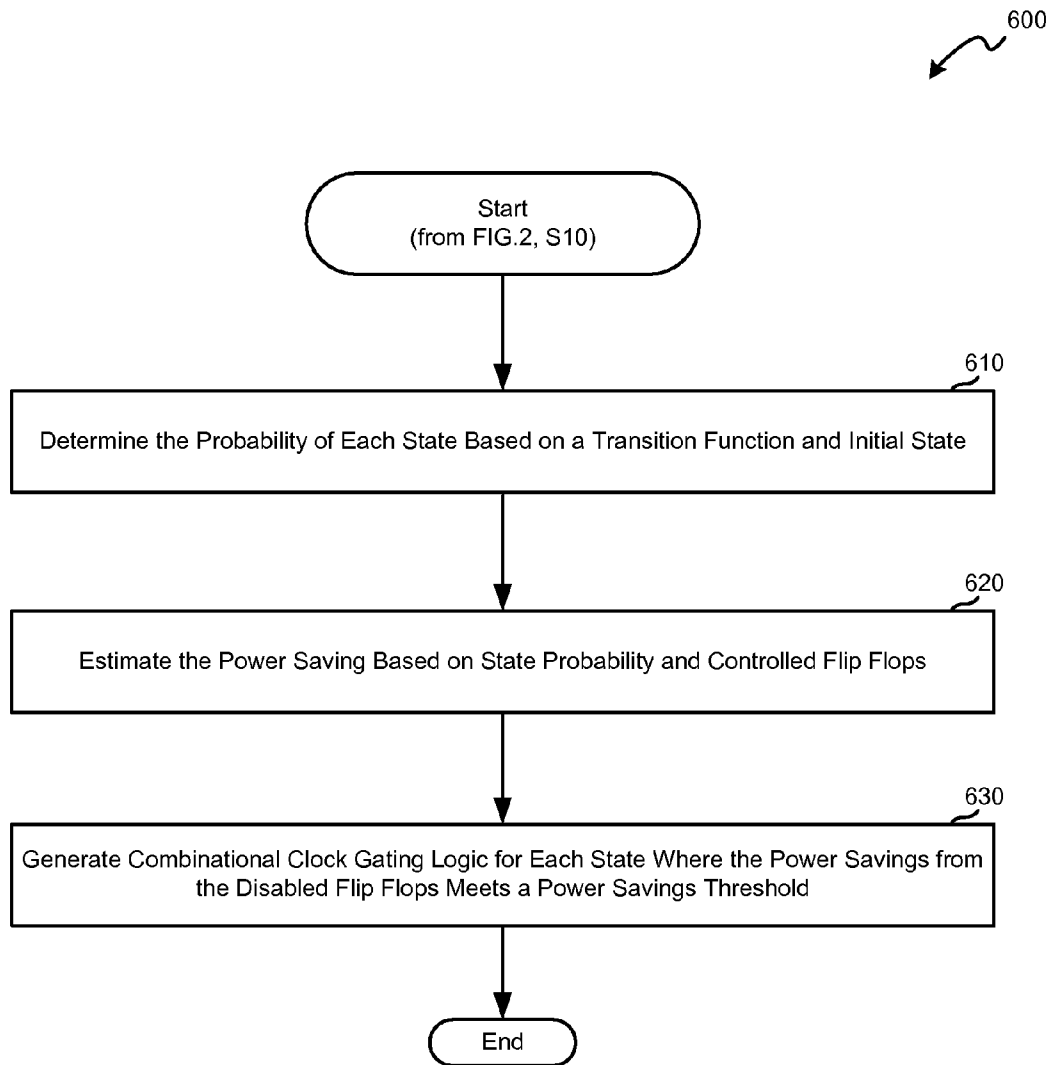 600
Start
(from FIG.2, S10)
610
Determine the Probability of Each State Based on a Transition Function and Initial State
620
Estimate the Power Saving Based on State Probability and Controlled Flip Flops
630
Generate Combinational Clock Gating Logic for Each State Where the Power Savings from
the Disabled Flip Flops Meets a Power Savings Threshold
End